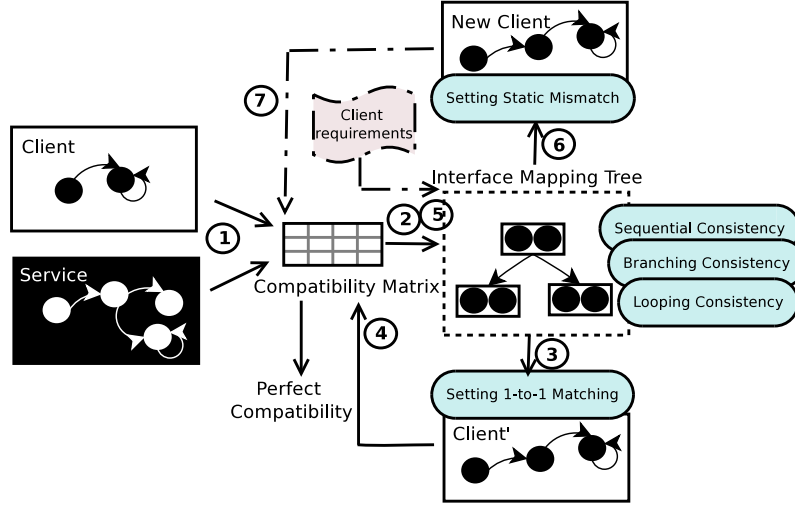 New Client
Setting Static Mismatch
7
Client
requirements
6
Client
Interface Mapping Tree
1
2
5
Sequential Consistency
Service
Branching Consistency
Compatibility Matrix
Looping Consistency
4
3
Perfect
Compatibility
Setting 1-to-1 Matching
Client'